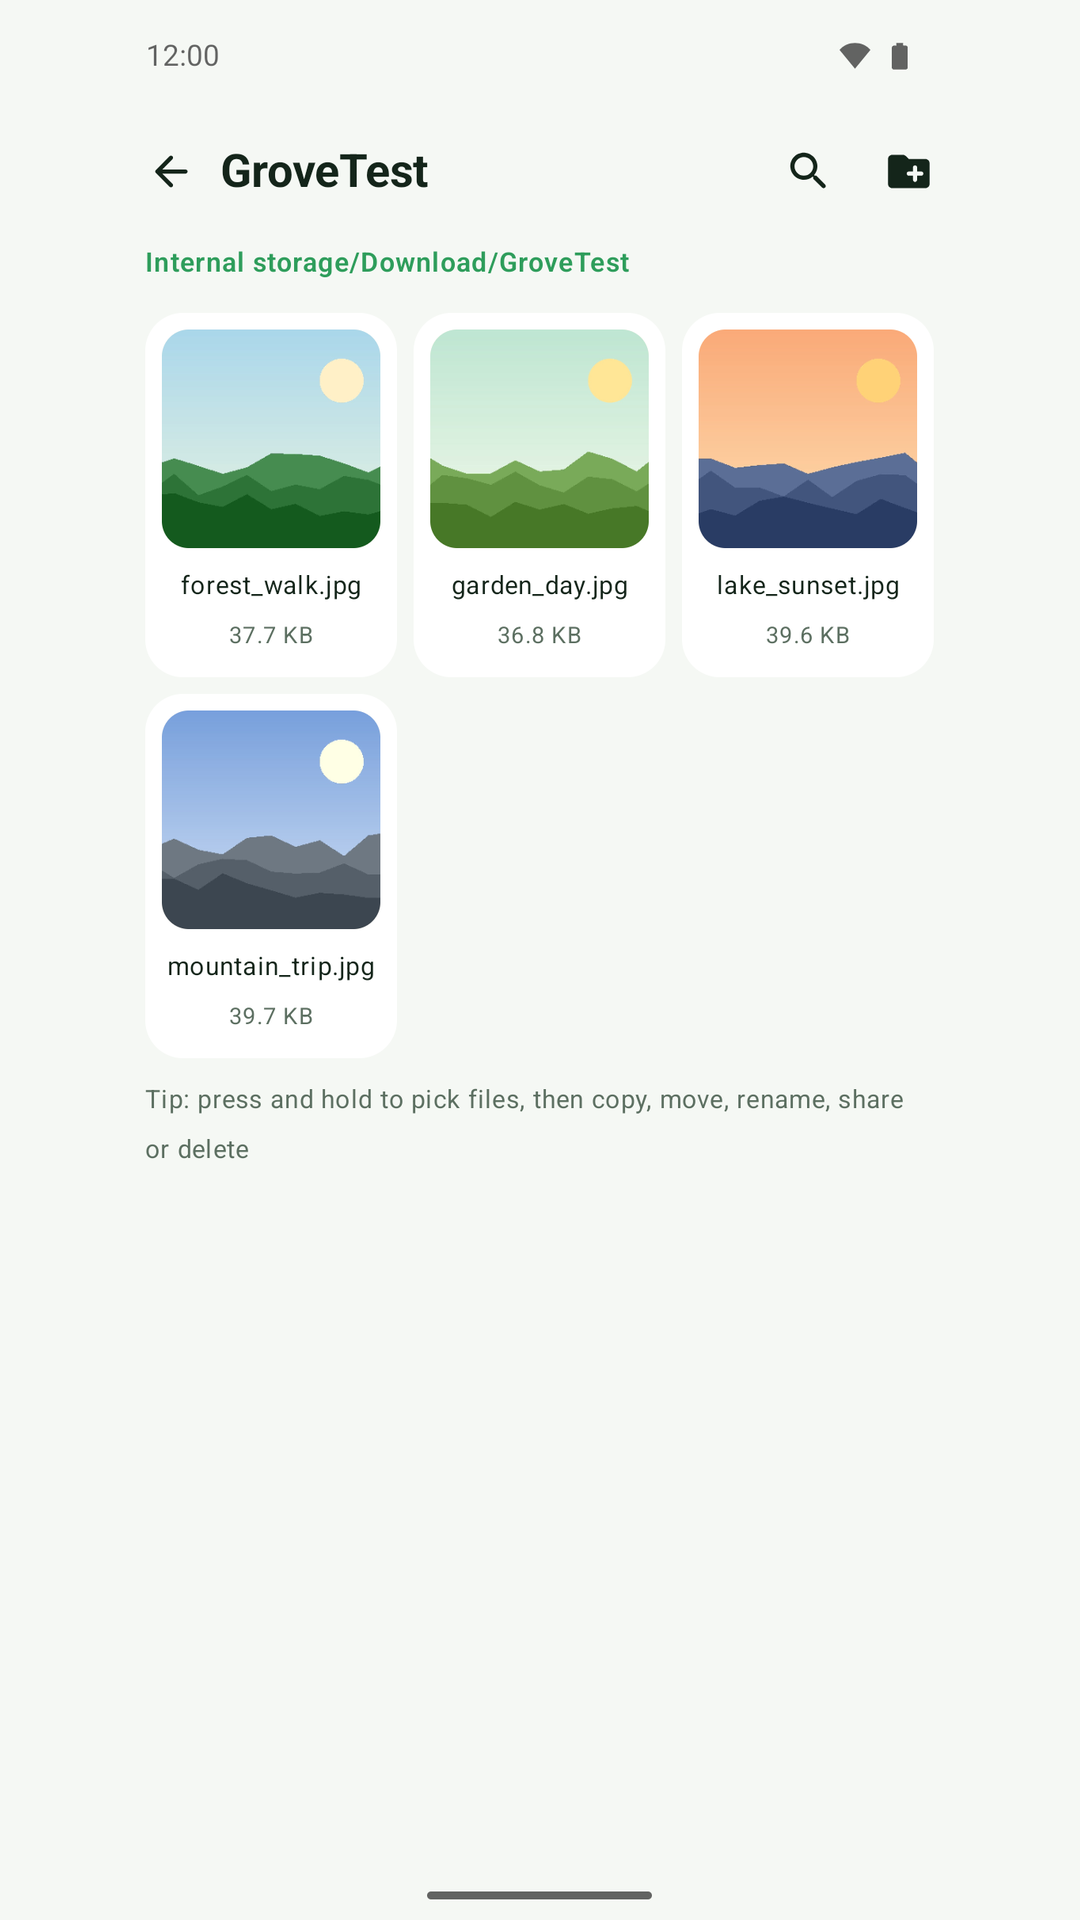 12:00
GroveTest
Internal storage/Download/GroveTest
forest_walk.jpg
37.7 KB
garden_day.jpg
36.8 KB
lake_sunset.jpg
39.6 KB
mountain_trip.jpg
39.7 KB
Tip: press and hold to pick files, then copy, move, rename, share
or delete